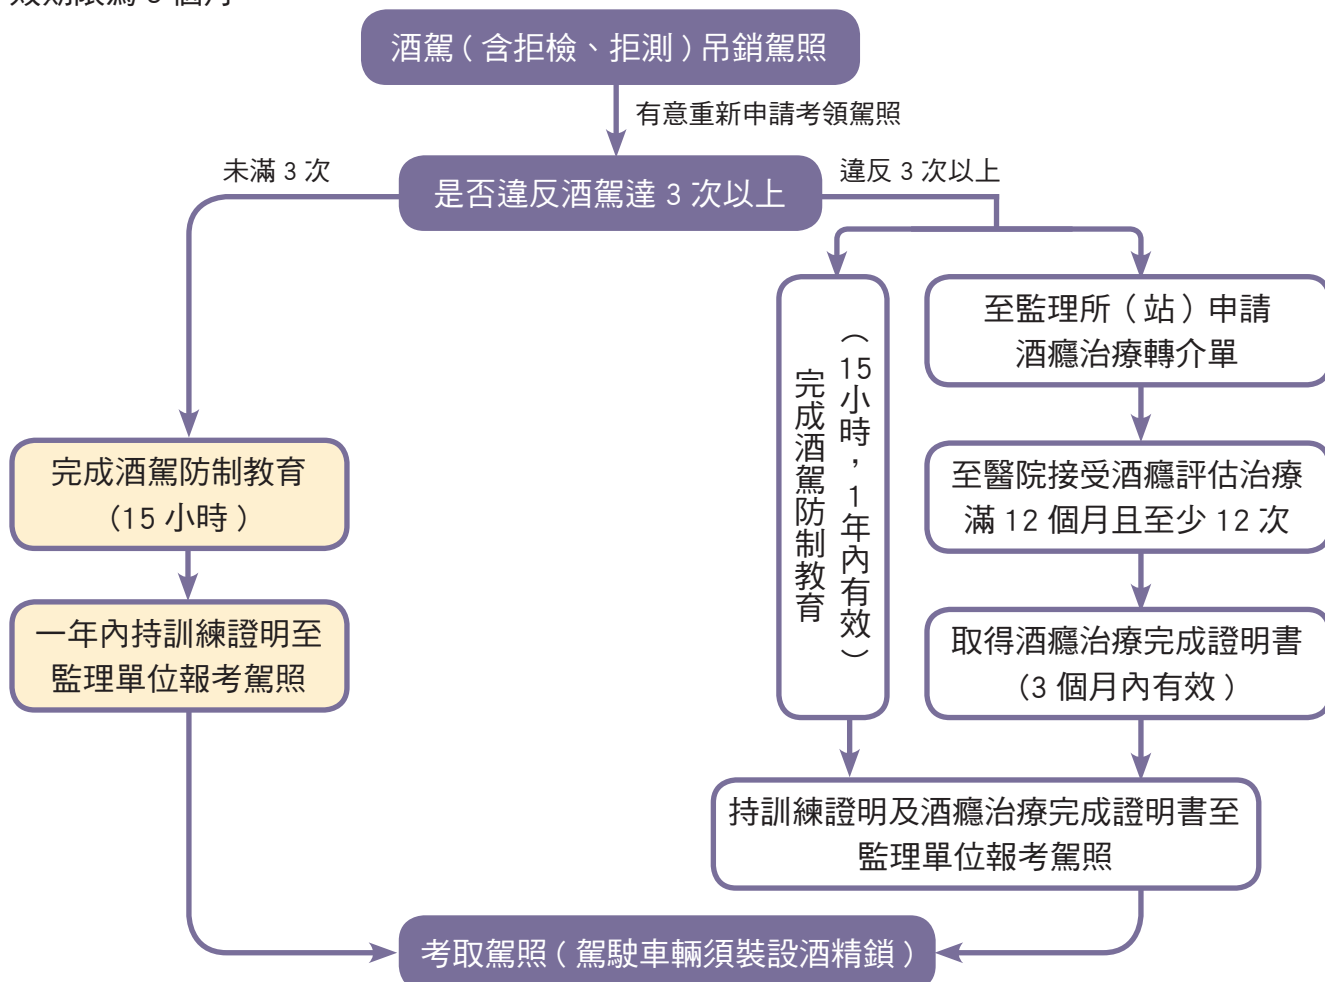 酒駕（含拒檢、拒測）吊銷駕照
有意重新申請考領駕照
未滿 3 次
是否違反酒駕達 3 次以上
違反 3 次以上
完成酒駕防制教育
(15 小時 )
一年內持訓練證明至
監理單位報考駕照
完成酒駕防制教育
（15小時，1年內有效）
至監理所（站）申請
酒癮治療轉介單
至醫院接受酒癮評估治療
滿 12 個月且至少 12 次
取得酒癮治療完成證明書
(3 個月內有效 )
持訓練證明及酒癮治療完成證明書至
監理單位報考駕照
考取駕照（駕駛車輛須裝設酒精鎖）